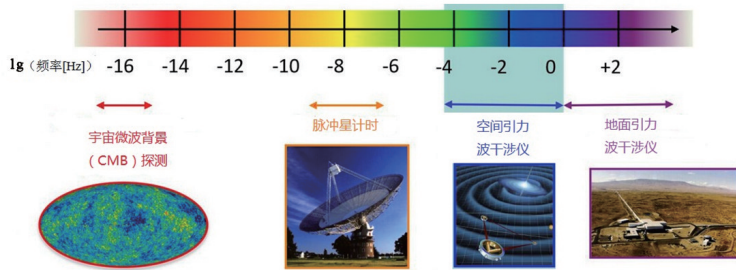 lg（频率[Hz]）
-16 -14 -12 -10 -8 -6 -4 -2 0 +2
宇宙微波背景
（CMB）探测
脉冲星计时
空间引力
波干涉仪
地面引力
波干涉仪